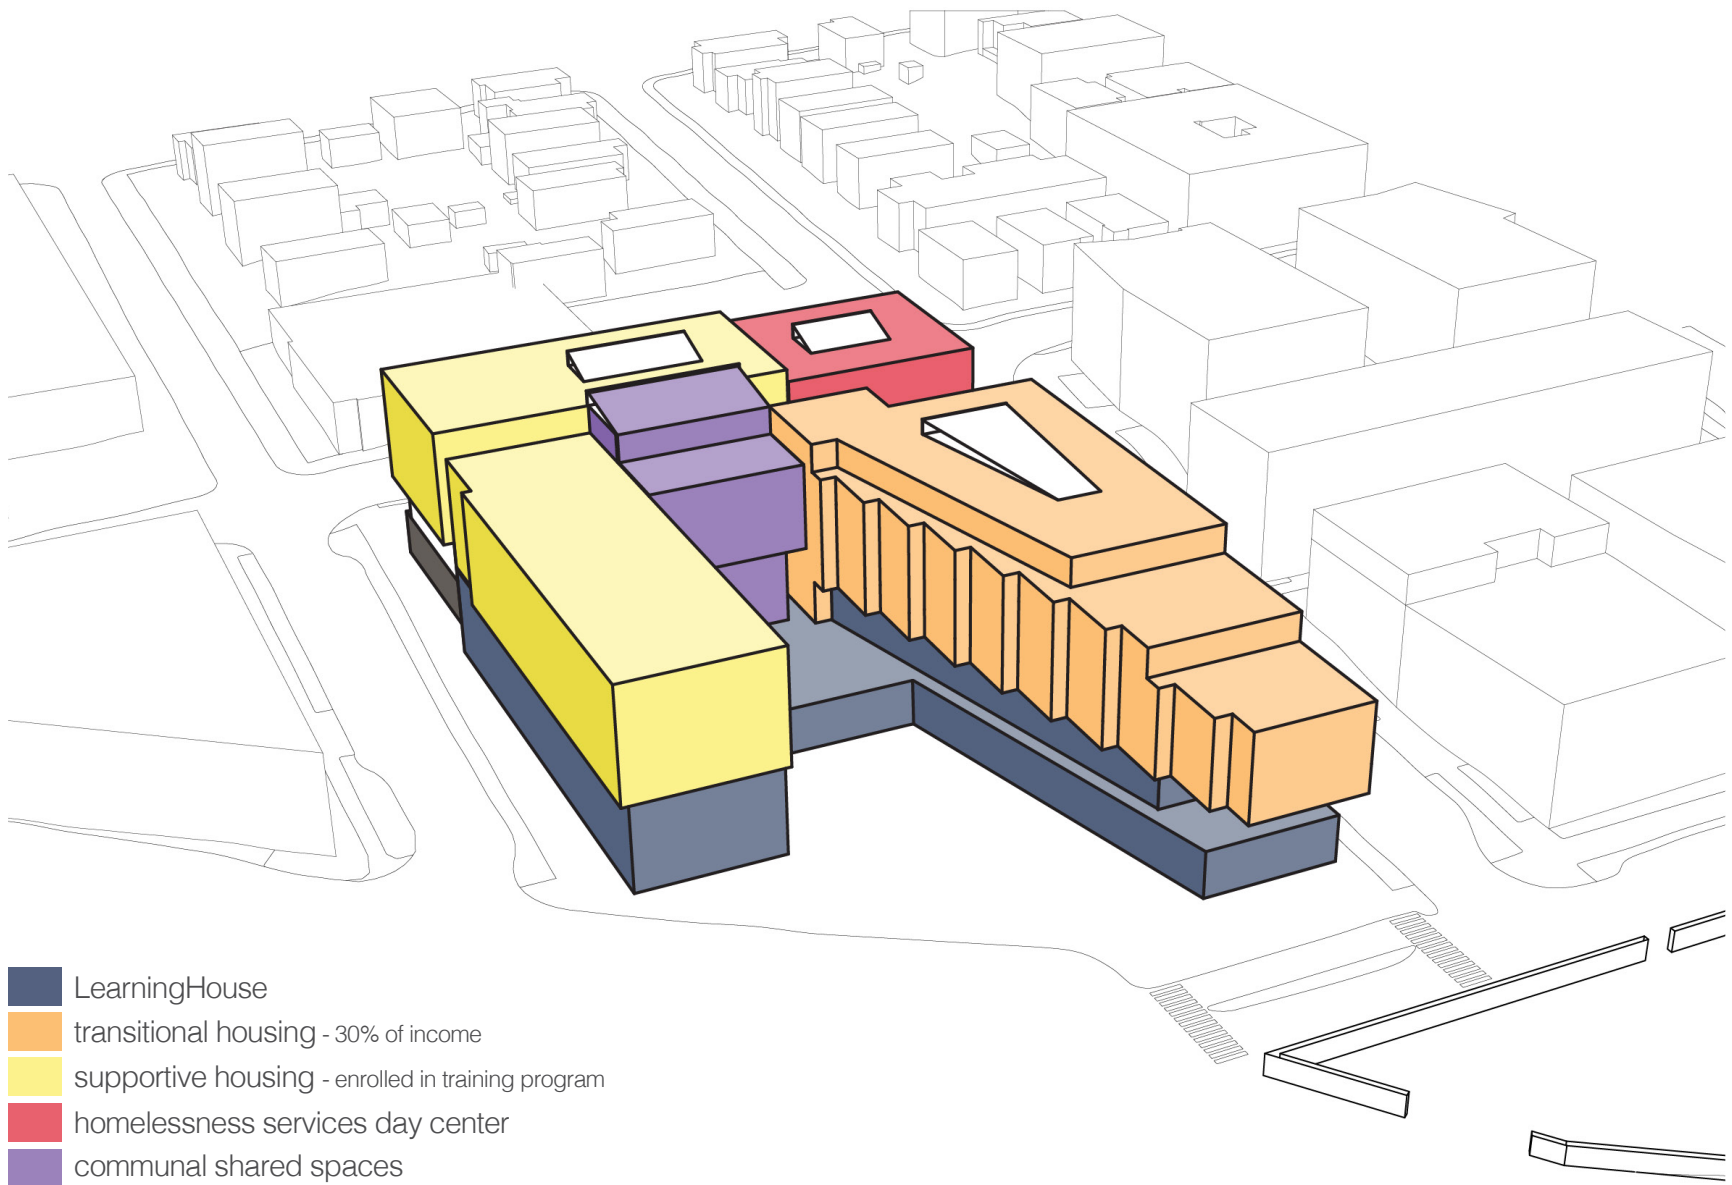 LearningHouse
transitional housing - 30% of income
supportive housing - enrolled in training program
homelessness services day center
communal shared spaces